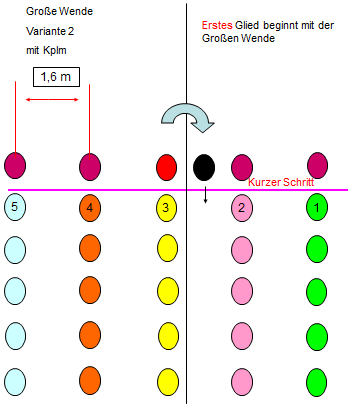 Große Wende
Variante 2
mit Kplm
Erstes Glied beginnt mit der
Großen Wende
1,6 m
Kurzer Schritt
5
4
3
2
1